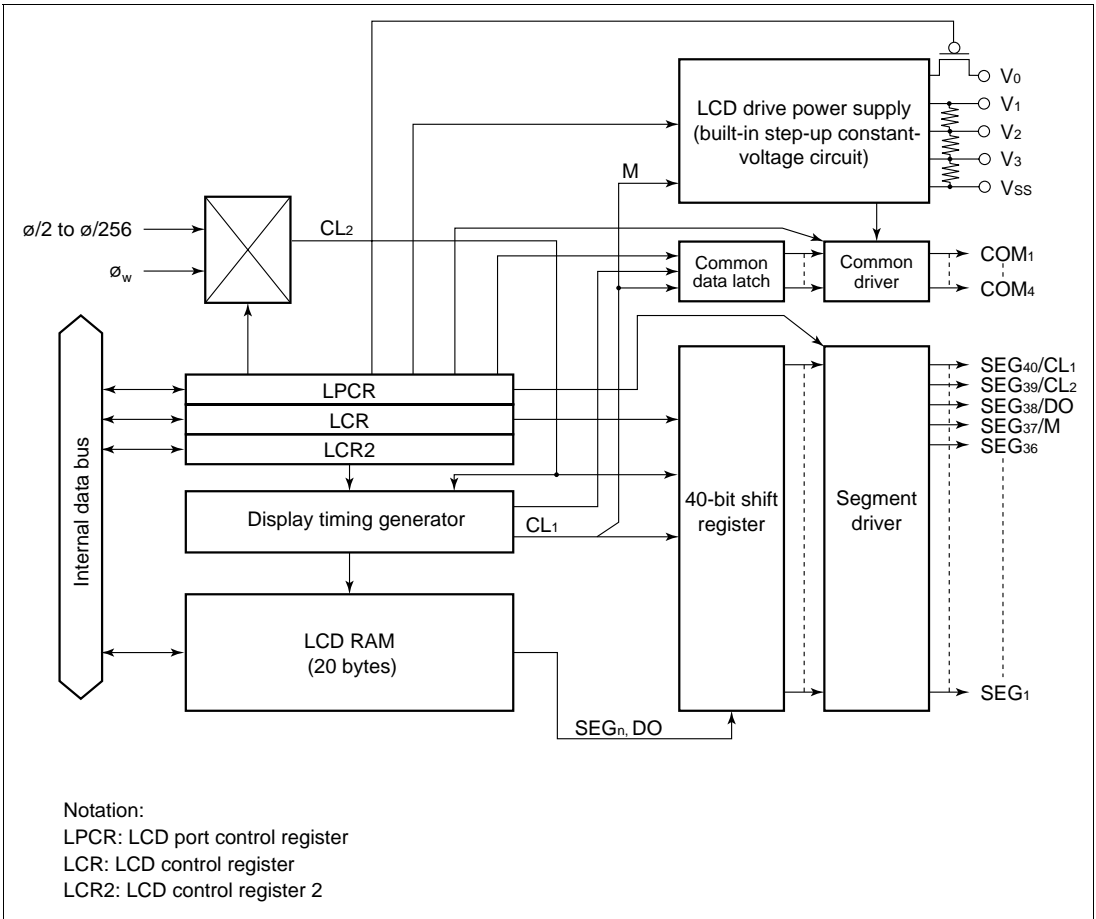 V0
LCD drive power supply
(built-in step-up constant-
voltage circuit)
V1
V2
V3
VSS
M
ø/2 to ø/256
øw
CL2
Common
data latch
Common
driver
COM1
COM4
Internal data bus
LPCR
LCR
LCR2
Display timing generator
CL1
40-bit shift
register
Segment
driver
SEG40/CL1
SEG39/CL2
SEG38/DO
SEG37/M
SEG36
SEG1
LCD RAM
(20 bytes)
SEGn, DO
Notation:
LPCR: LCD port control register
LCR: LCD control register
LCR2: LCD control register 2